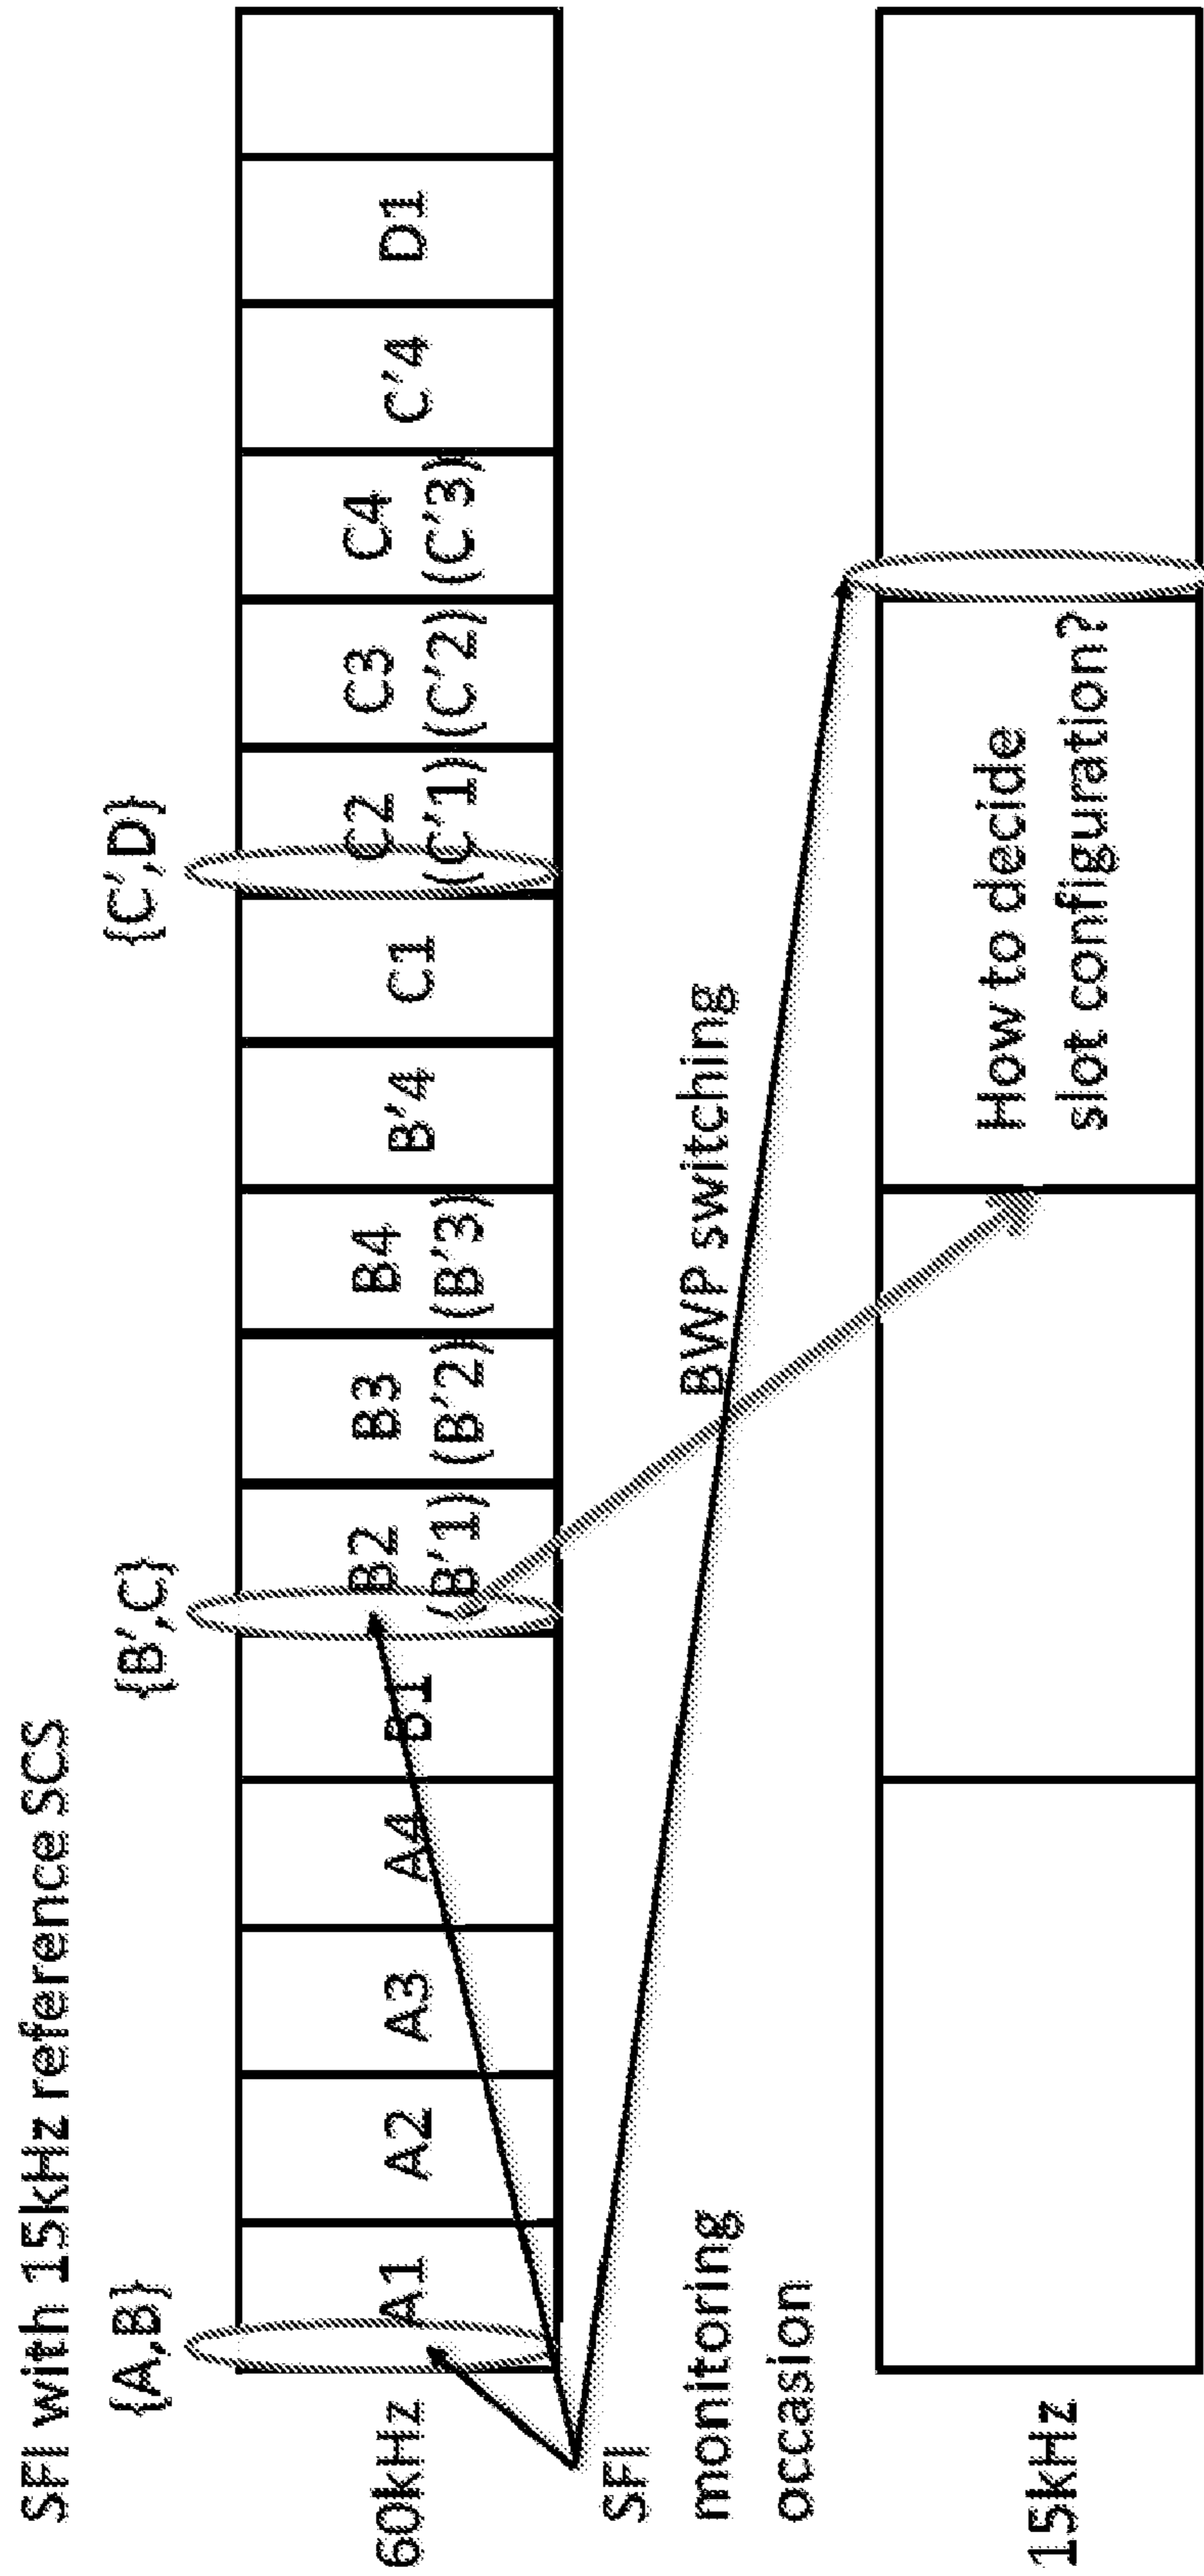 SFI with 15kHz reference SCS
{A,B}
{B',C}
{C',D}
60kHz
A1
A2
A3
A4
B1
B2
(B'1)
B3
(B'2)
B4
(B'3)
B'4
C1
C2
(C'1)
C3
(C'2)
C4
(C'3)
C'4
D1
SFI
monitoring
occasion
BWP switching
15kHz
How to decide
slot configuration?